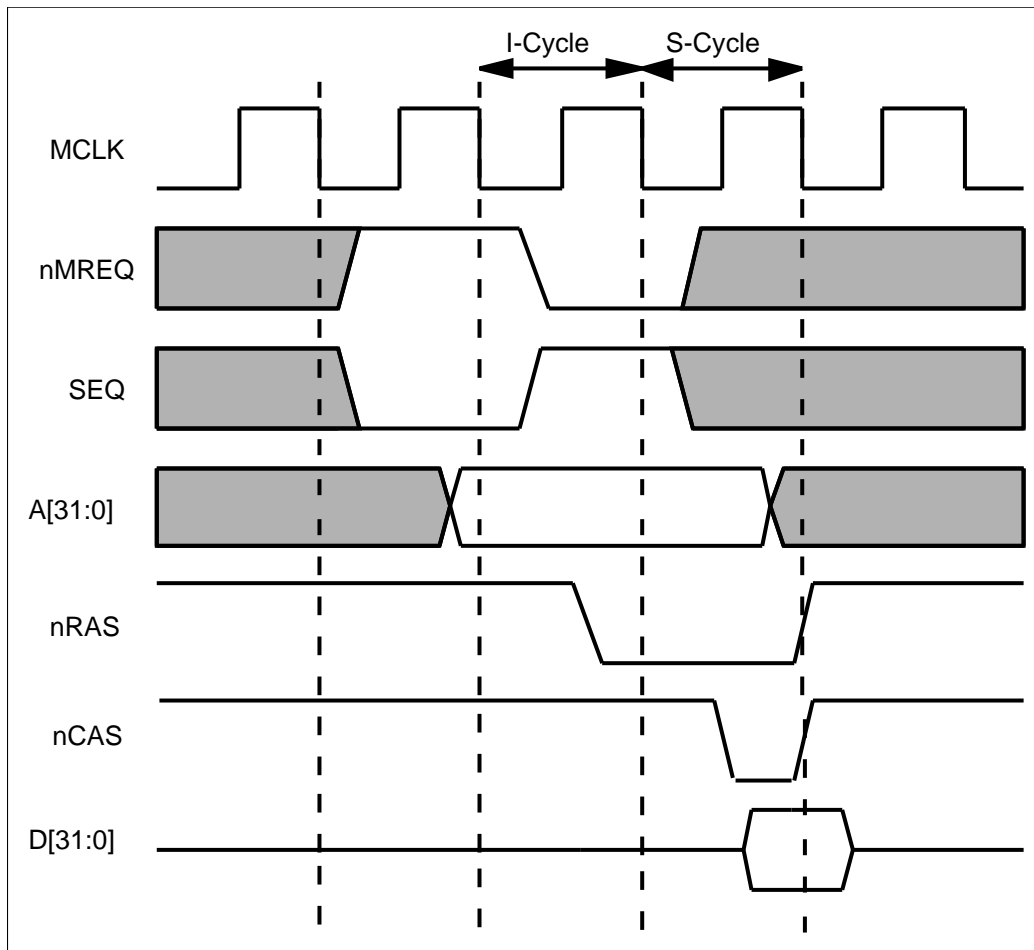 I-Cycle
S-Cycle
MCLK
nMREQ
SEQ
A[31:0]
nRAS
nCAS
D[31:0]